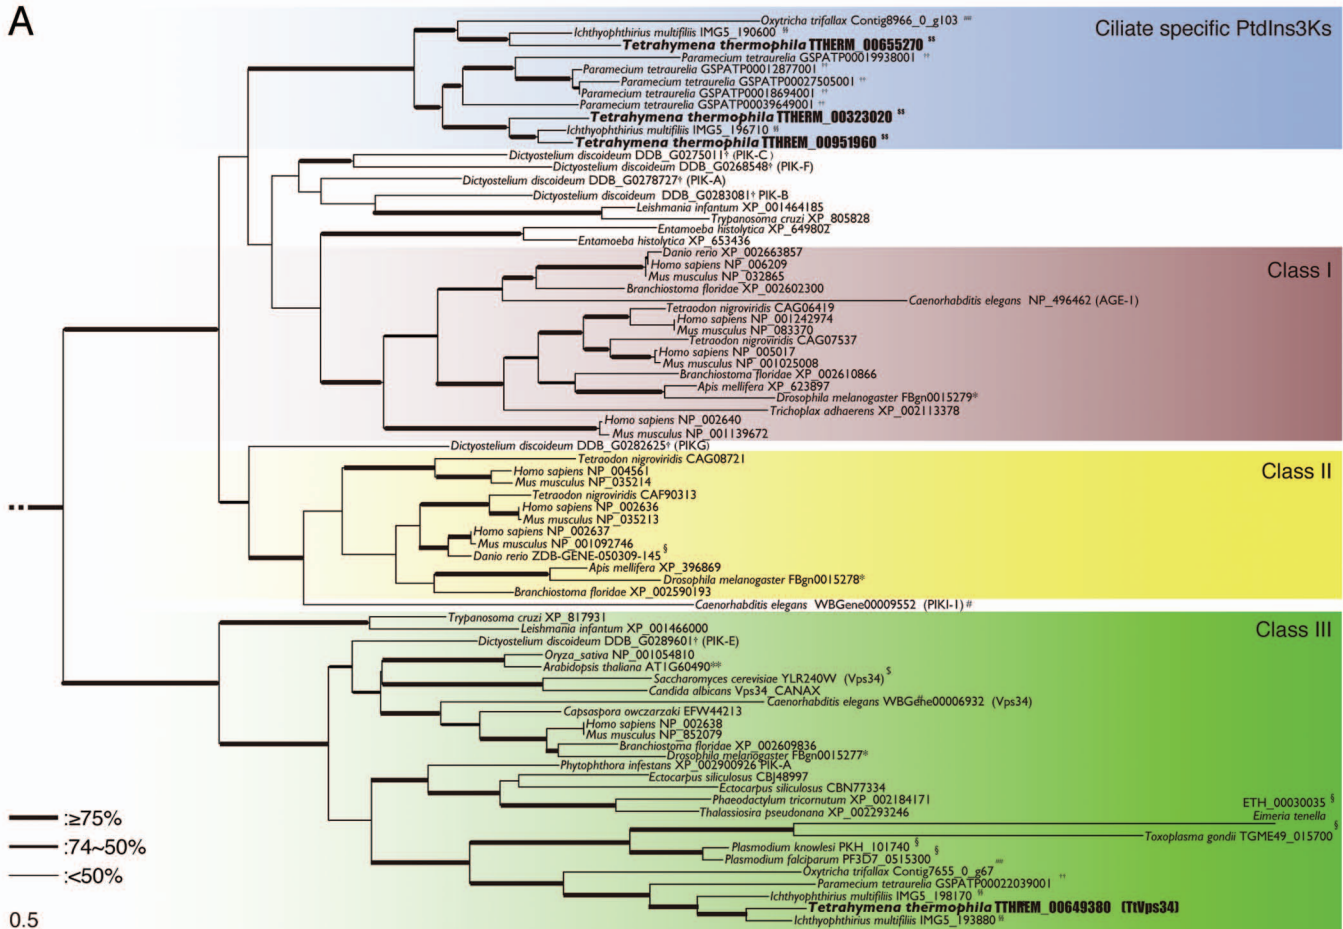 A
Ciliate specific PtdIns3Ks
Oxytricha trifallax Contig8966_0_g103 ##
Ichthyophthirius multifiliis IMG5_190600 §§
Tetrahymena thermophila TTHERM_00655270 $$
Paramecium tetraurelia GSPATP00019938001 ††
Paramecium tetraurelia GSPATP00012877001 ††
Paramecium tetraurelia GSPATP00027505001 ††
Paramecium tetraurelia GSPATP00018694001 ††
Paramecium tetraurelia GSPATP00039649001 ††
Tetrahymena thermophila TTHERM_00323020 $$
Ichthyophthirius multifiliis IMG5_196710 §§
Tetrahymena thermophila TTHREM_00951960 $$
Dictyostelium discoideum DDB_G0275011† (PIK-C)
Dictyostelium discoideum DDB_G0268548† (PIK-F)
Dictyostelium discoideum DDB_G0278727† (PIK-A)
Dictyostelium discoideum DDB_G0283081† PIK-B
Leishmania infantum XP_001464185
Trypanosoma cruzi XP_805828
Entamoeba histolytica XP_649802
Entamoeba histolytica XP_653436
Class I
Danio rerio XP_002663857
Homo sapiens NP_006209
Mus musculus NP_032865
Branchiostoma floridae XP_002602300
Caenorhabditis elegans NP_496462 (AGE-1)
Tetraodon nigroviridis CAG06419
Homo sapiens NP_001242974
Mus musculus NP_083370
Tetraodon nigroviridis CAG07537
Homo sapiens NP_005017
Mus musculus NP_001025008
Branchiostoma floridae XP_002610866
Apis mellifera XP_623897
Drosophila melanogaster FBgn0015279*
Trichoplax adhaerens XP_002113378
Homo sapiens NP_002640
Mus musculus NP_001139672
Dictyostelium discoideum DDB_G0282625† (PIKG)
Class II
Tetraodon nigroviridis CAG08721
Homo sapiens NP_004561
Mus musculus NP_035214
Tetraodon nigroviridis CAF90313
Homo sapiens NP_002636
Mus musculus NP_035213
Homo sapiens NP_002637
Mus musculus NP_001092746
Danio rerio ZDB-GENE-050309-145 §
Apis mellifera XP_396869
Drosophila melanogaster FBgn0015278*
Branchiostoma floridae XP_002590193
Caenorhabditis elegans WBGene00009552 (PIKI-1) #
Class III
Trypanosoma cruzi XP_817931
Leishmania infantum XP_001466000
Dictyostelium discoideum DDB_G0289601† (PIK-E)
Oryza_sativa NP_001054810
Arabidopsis thaliana AT1G60490**
Saccharomyces cerevisiae YLR240W (Vps34) $
Candida albicans Vps34_CANAX
Caenorhabditis elegans WBGene00006932 (Vps34) #
Capsaspora owczarzaki EFW44213
Homo sapiens NP_002638
Mus musculus NP_852079
Branchiostoma floridae XP_002609836
Drosophila melanogaster FBgn0015277*
Phytophthora infestans XP_002900926 PIK-A
Ectocarpus siliculosus CBJ48997
Ectocarpus siliculosus CBN77334
Phaeodactylum tricornutum XP_002184171
Thalassiosira pseudonana XP_002293246
ETH_00030035 §
Eimeria tenella
Toxoplasma gondii TGME49_015700 §
Plasmodium knowlesi PKH_101740 §
Plasmodium falciparum PF3D7_0515300 §
Oxytricha trifallax Contig7655_0_g67 ##
Paramecium tetraurelia GSPATP00022039001 ††
Ichthyophthirius multifiliis IMG5_198170 §§
Tetrahymena thermophila TTHREM_00649380 (TtVps34)
Ichthyophthirius multifiliis IMG5_193880 §§
:≥75%
:74~50%
:<50%
0.5